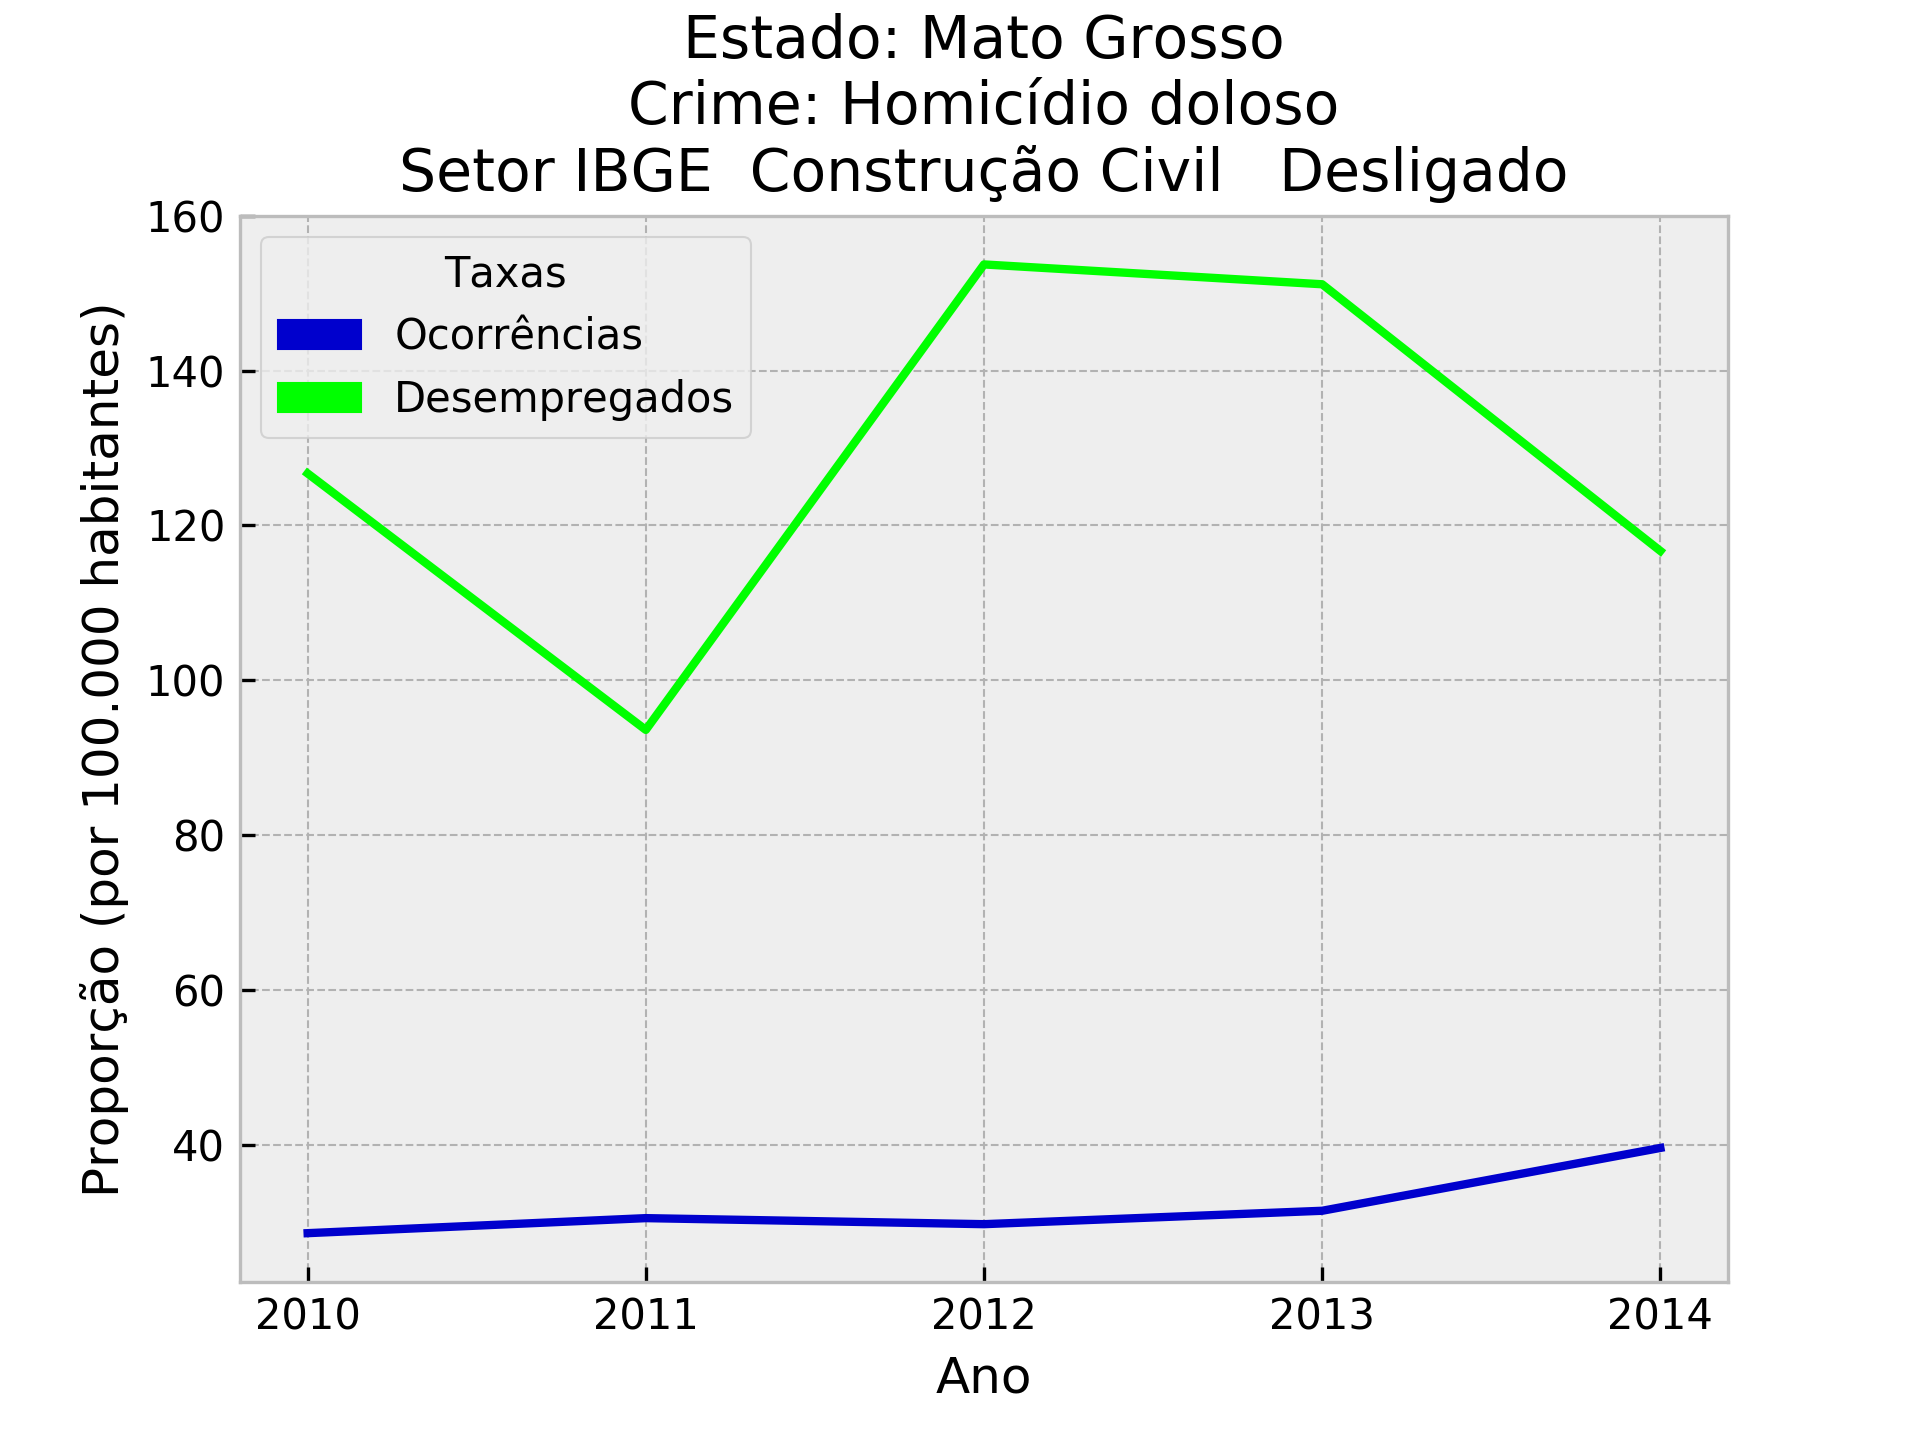 Estado: Mato Grosso
Crime: Homicídio doloso
Setor IBGE  Construção Civil   Desligado
Proporção (por 100.000 habitantes)
160
140
120
100
80
60
40
Taxas
Ocorrências
Desempregados
2010 2011 2012 2013 2014
Ano